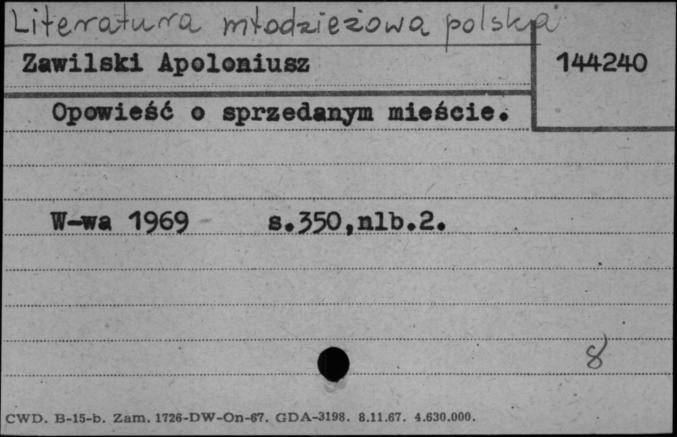 Literatura młodzieżowa polska
Zawilski Apoloniusz
144240
Opowieść o sprzedanym mieście.
W-wa 1969 s.350,nlb.2.
8
CWD. B-15-b. Zam. 1726-DW-On-67. GDA-3198. 8.11.67. 4.630.000.